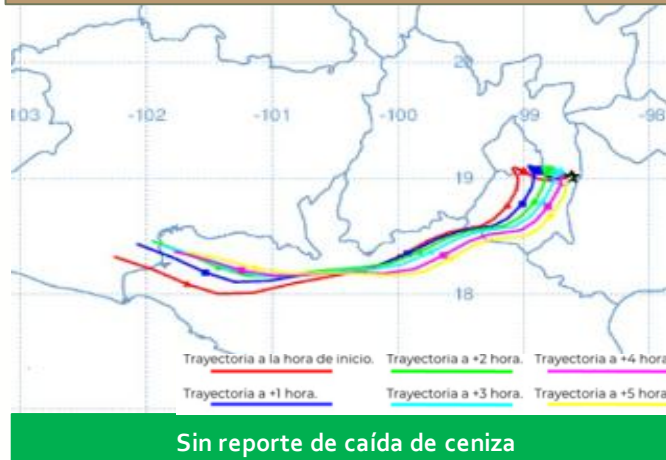 20
-103 -102 -101 -100 -99 -98
19
18
Trayectoria a la hora de inicio. Trayectoria a +2 hora. Trayectoria a +4 hora.
Trayectoria a +1 hora. Trayectoria a +3 hora. Trayectoria a +5 hora.
Sin reporte de caída de ceniza